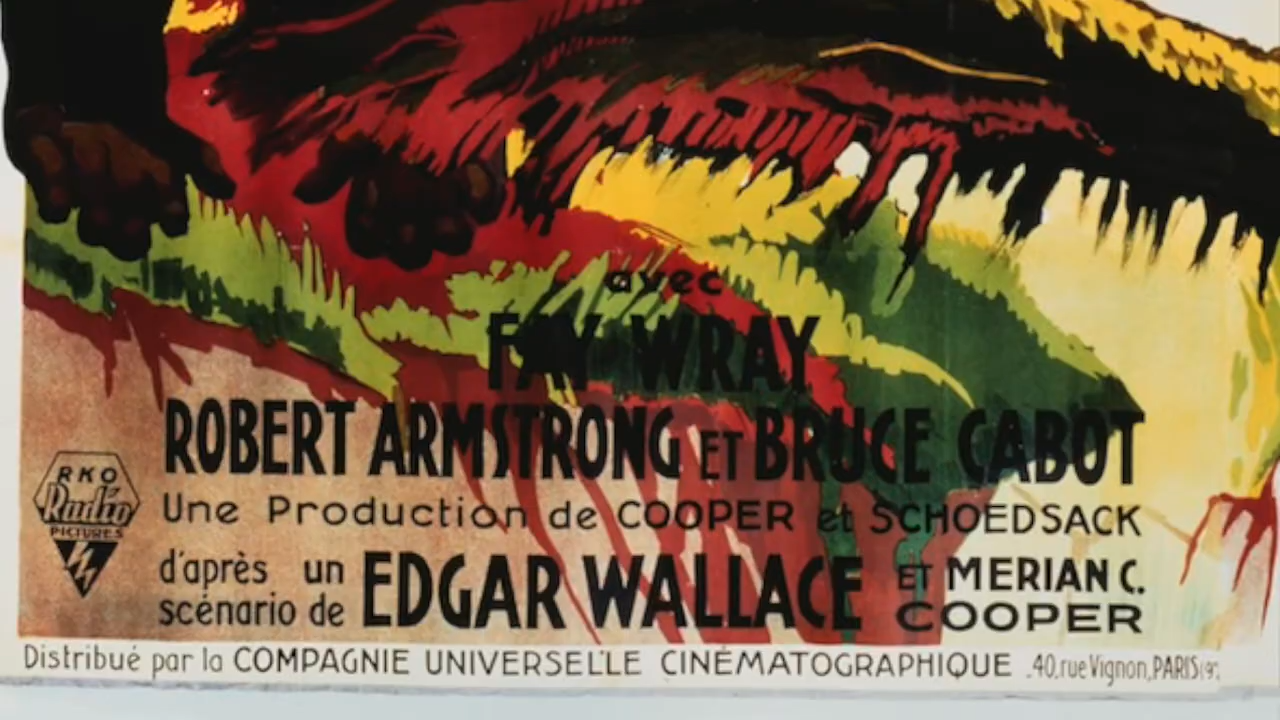 avec
FAY WRAY
ROBERT ARMSTRONG ET BRUCE CABOT
RKO
Radio
PICTURES
Une Production de COOPER et SCHOEDSACK
d'après un
scénario de EDGAR WALLACE ET MERIAN C.
COOPER
Distribué par la COMPAGNIE UNIVERSELLE CINÉMATOGRAPHIQUE _40, rue Vignon, PARIS